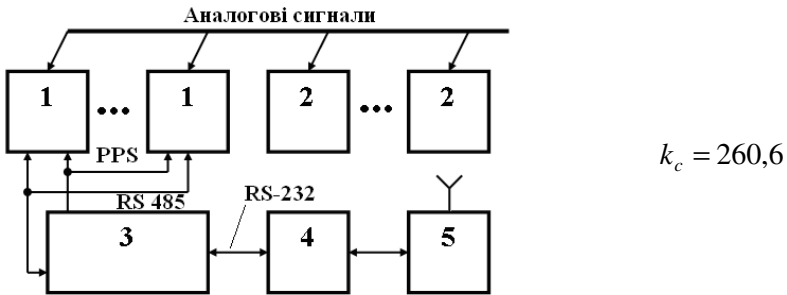 Аналогові сигнали
1 ••• 1 2 ••• 2
PPS
k_c = 260,6
RS 485 RS-232
3 4 5